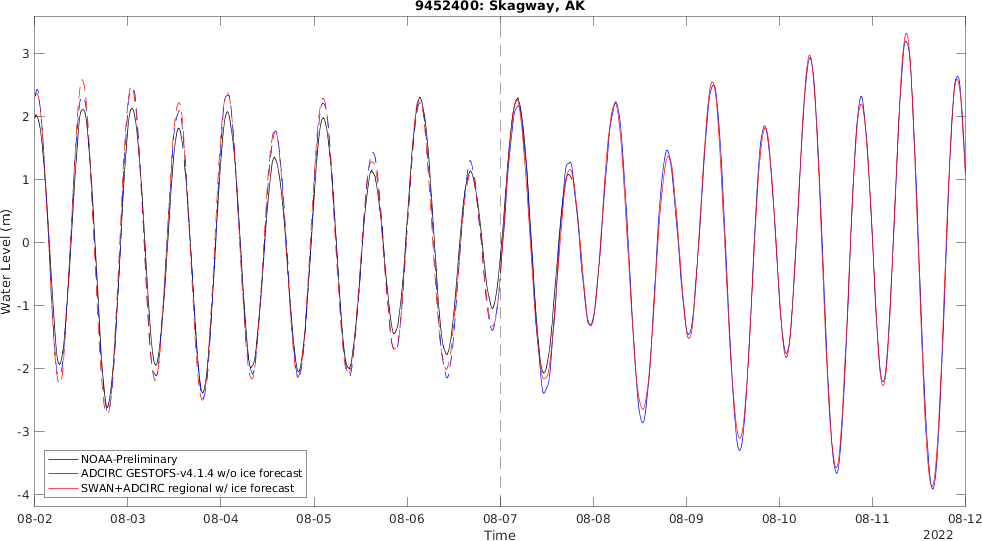 9452400: Skagway, AK
Water Level (m)
3
2
1
0
-1
-2
-3
-4
NOAA-Preliminary
ADCIRC GESTOFS-v4.1.4 w/o ice forecast
SWAN+ADCIRC regional w/ ice forecast
08-02 08-03 08-04 08-05 08-06 08-07 08-08 08-09 08-10 08-11 08-12
Time
2022